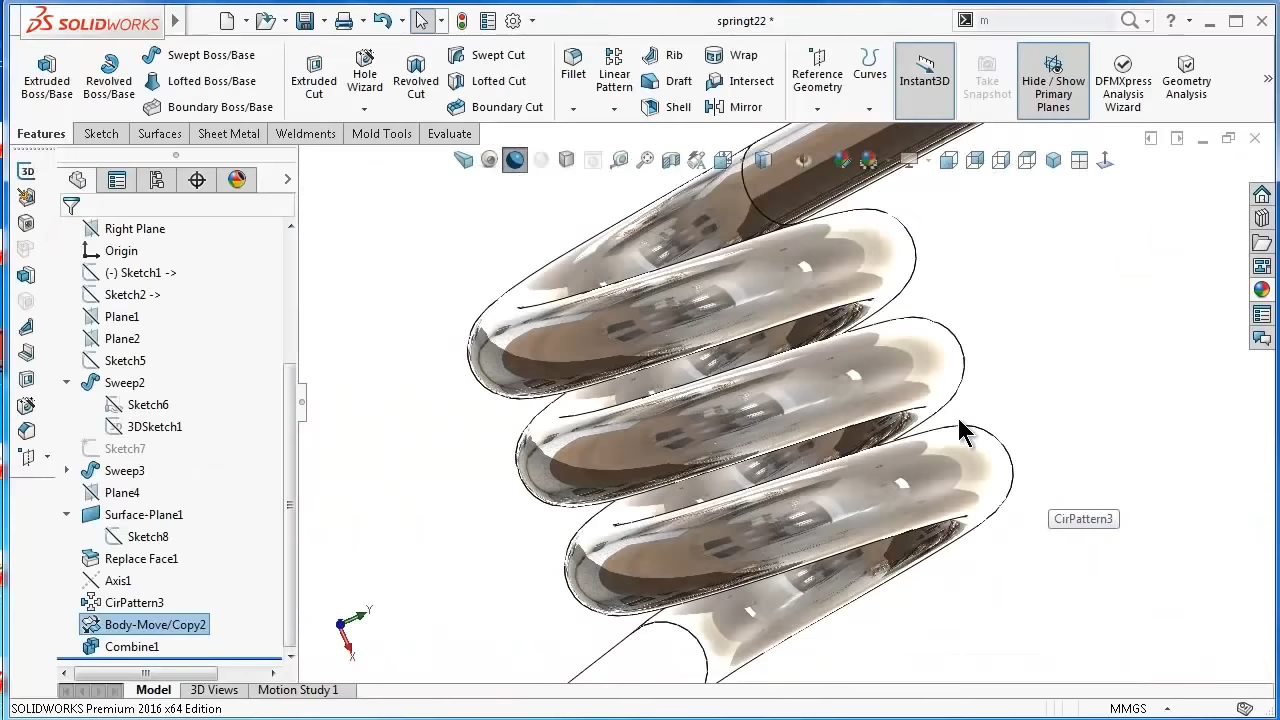 SOLIDWORKS
springt22 *
m
?
Extruded Boss/Base
Revolved Boss/Base
Swept Boss/Base
Lofted Boss/Base
Boundary Boss/Base
Extruded Cut
Hole Wizard
Revolved Cut
Swept Cut
Lofted Cut
Boundary Cut
Fillet
Linear Pattern
Rib
Draft
Shell
Wrap
Intersect
Mirror
Reference Geometry
Curves
Instant3D
Take Snapshot
Hide / Show Primary Planes
DFMXpress Analysis Wizard
Geometry Analysis
Features
Sketch
Surfaces
Sheet Metal
Weldments
Mold Tools
Evaluate
3D
Right Plane
Origin
(-) Sketch1 ->
Sketch2 ->
Plane1
Plane2
Sketch5
Sweep2
Sketch6
3DSketch1
Sketch7
Sweep3
Plane4
Surface-Plane1
Sketch8
Replace Face1
Axis1
CirPattern3
Body-Move/Copy2
Combine1
CirPattern3
Y
X
Model
3D Views
Motion Study 1
SOLIDWORKS Premium 2016 x64 Edition
MMGS